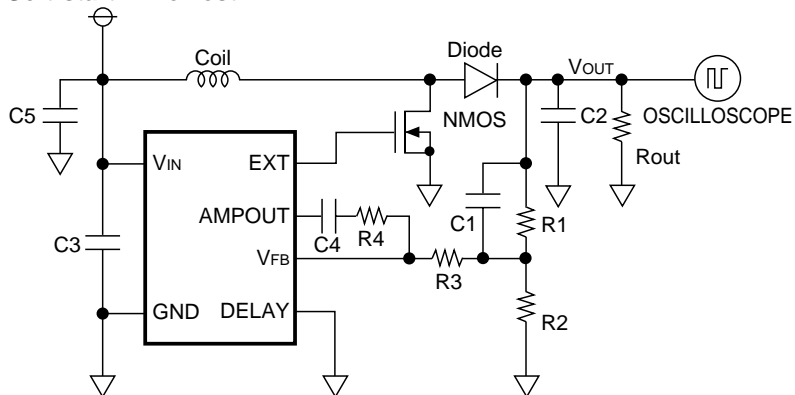 Coil
Diode
VOUT
C5
NMOS
C2
OSCILLOSCOPE
Rout
VIN
EXT
AMPOUT
C4
R4
C1
R1
C3
VFB
R3
GND
DELAY
R2